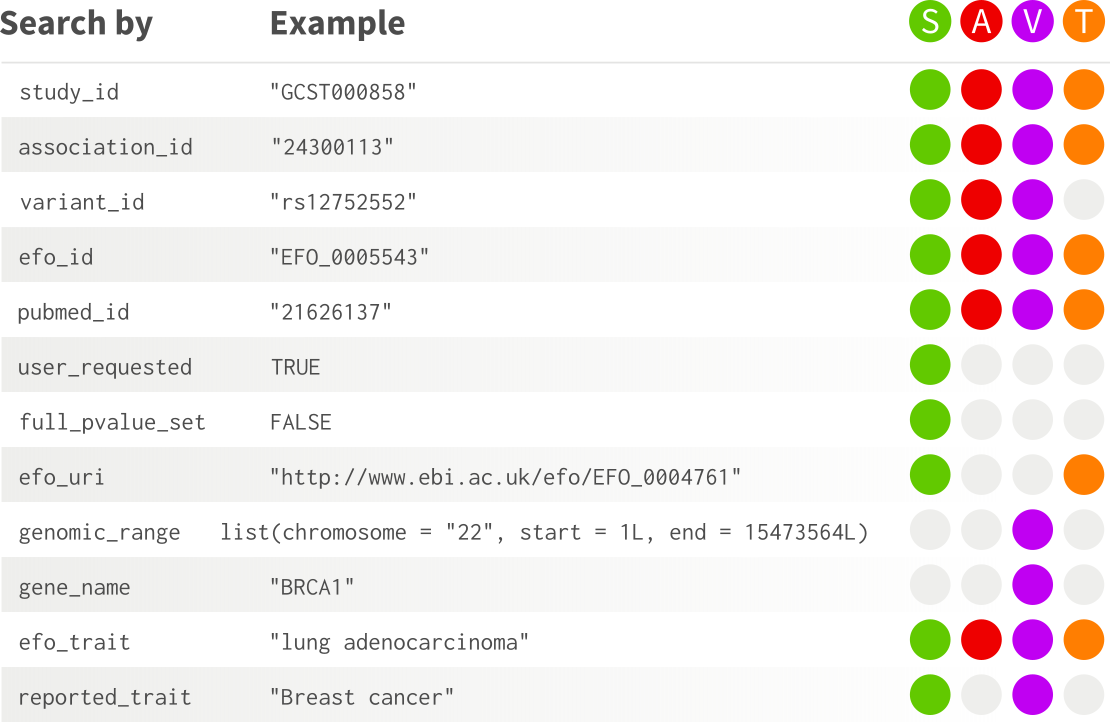 Search by Example S A V T
study_id "GCST000858"
association_id "24300113"
variant_id "rs12752552"
efo_id "EFO_0005543"
pubmed_id "21626137"
user_requested TRUE
full_pvalue_set FALSE
efo_uri "http://www.ebi.ac.uk/efo/EFO_0004761"
genomic_range list(chromosome = "22", start = 1L, end = 15473564L)
gene_name "BRCA1"
efo_trait "lung adenocarcinoma"
reported_trait "Breast cancer"